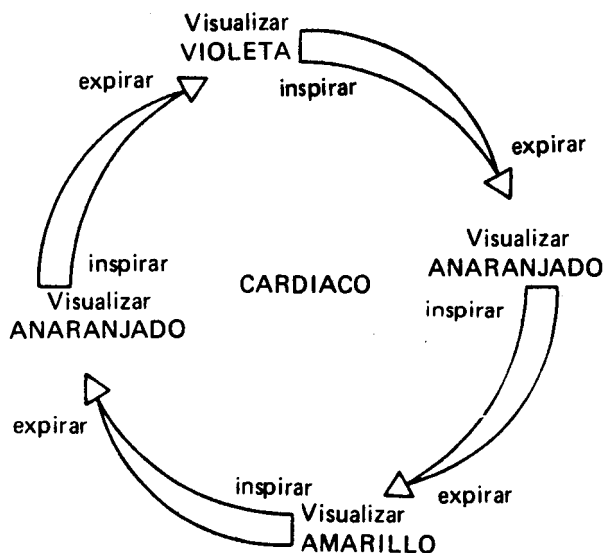 Visualizar
VIOLETA
inspirar
expirar
Visualizar
ANARANJADO
inspirar
expirar
Visualizar
AMARILLO
inspirar
expirar
Visualizar
ANARANJADO
inspirar
expirar
CARDIACO